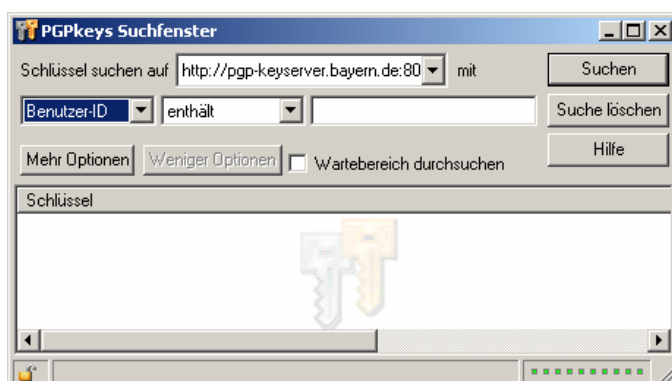 PGPkeys Suchfenster
Schlüssel suchen auf http://pgp-keyserver.bayern.de:80 mit Suchen
Benutzer-ID enthält Suche löschen
Mehr Optionen Weniger Optionen Wartebereich durchsuchen Hilfe
Schlüssel